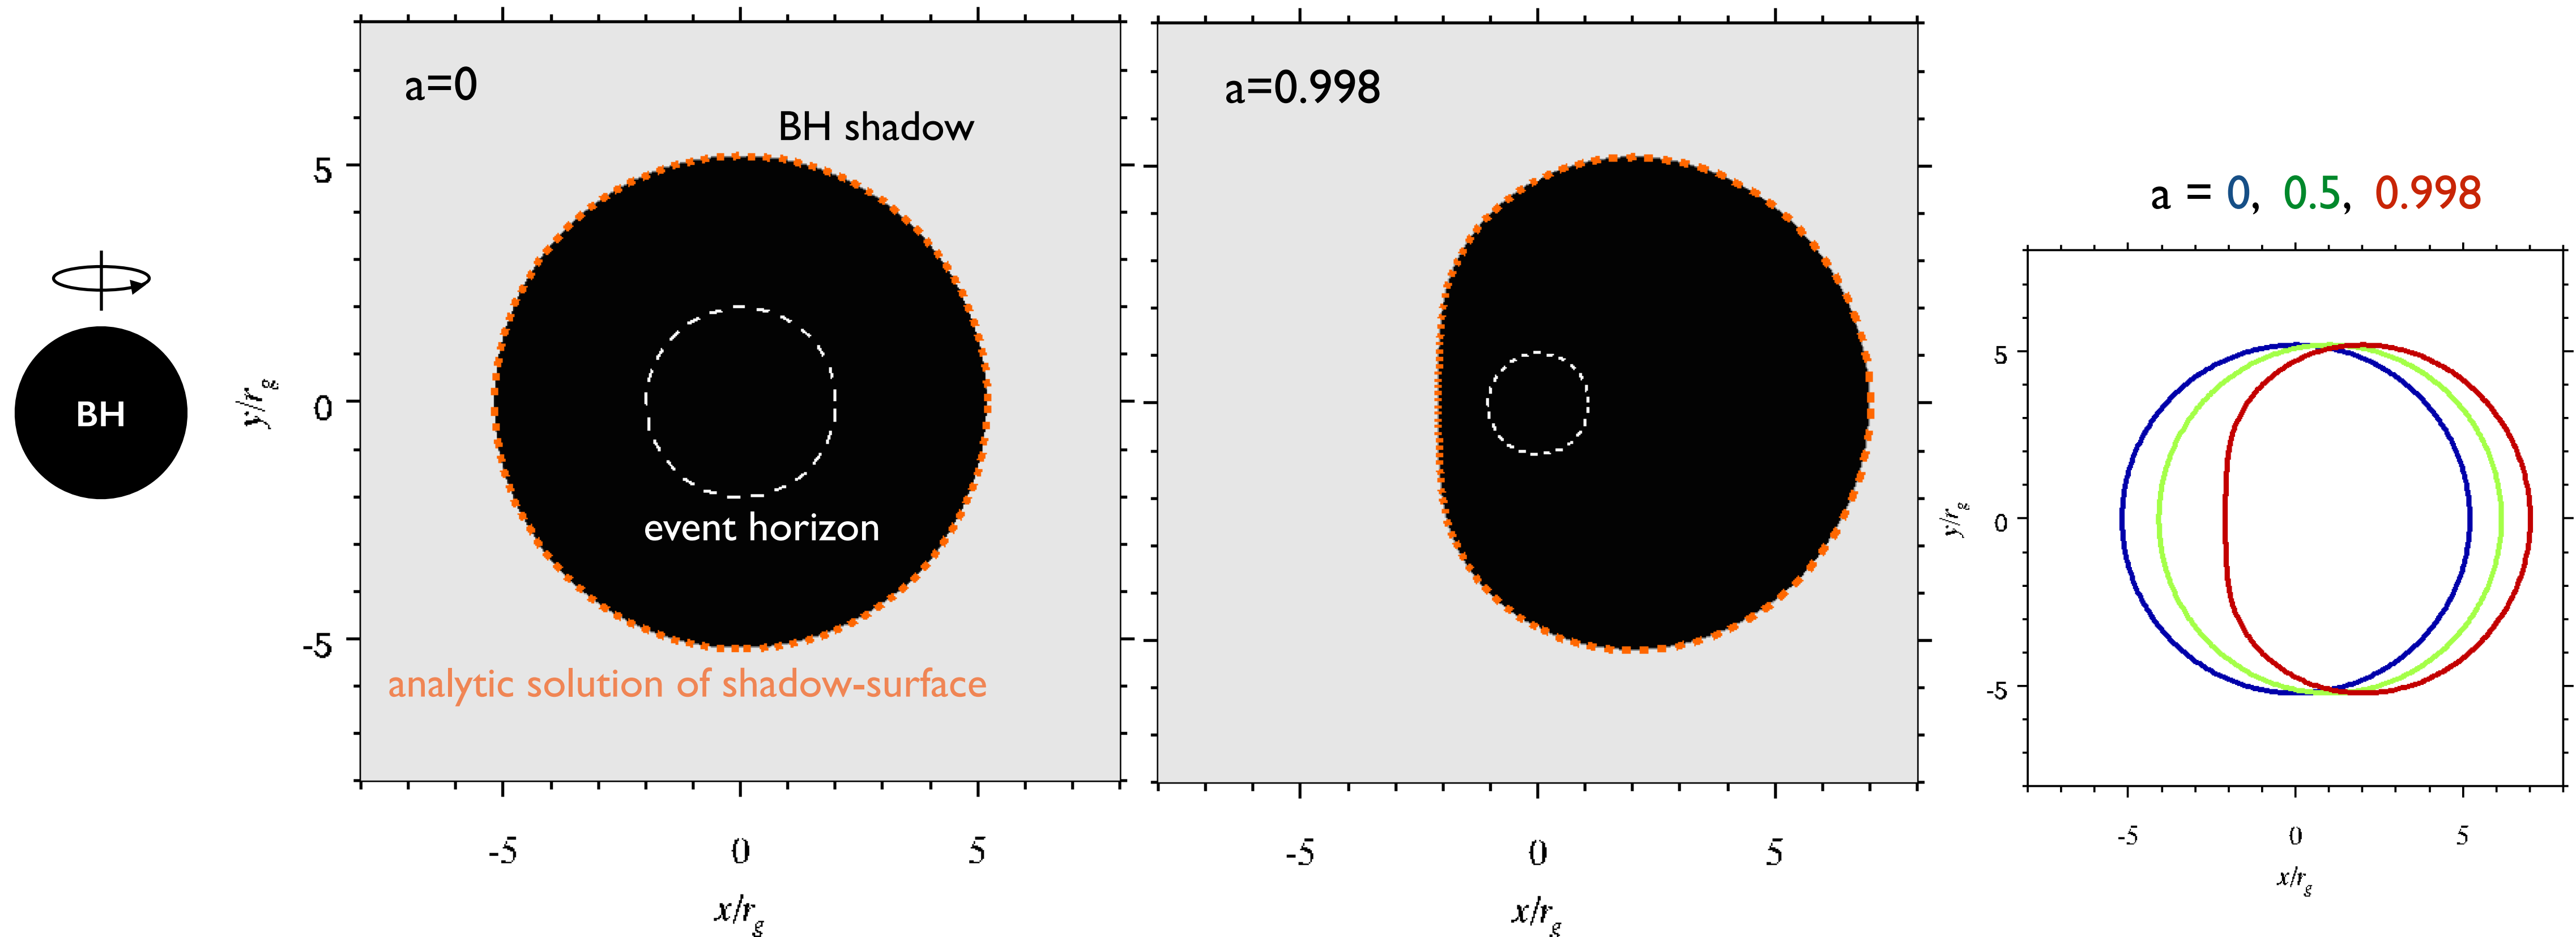 BH
a=0
BH shadow
event horizon
analytic solution of shadow-surface
5
0
-5
y/r_g
-5
0
5
x/r_g
a=0.998
-5
0
5
x/r_g
a = 0, 0.5, 0.998
5
0
-5
y/r_g
-5
0
5
x/r_g